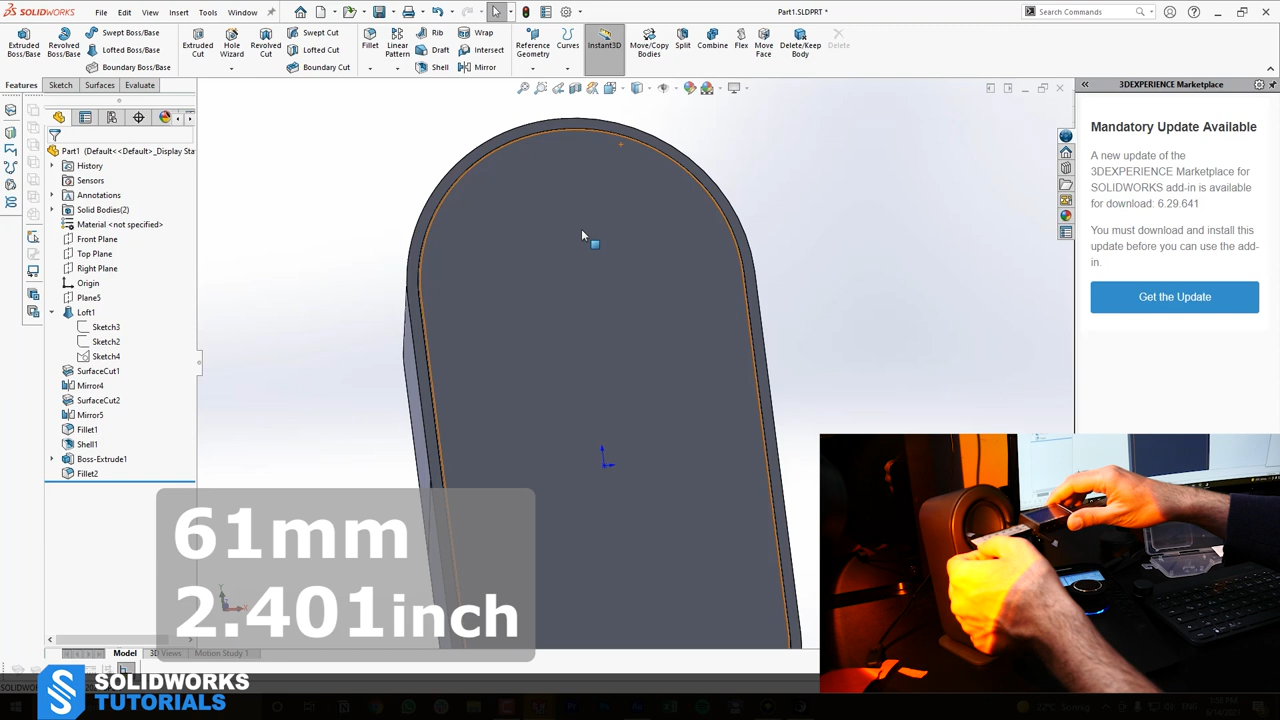 SOLIDWORKS
File
Edit
View
Insert
Tools
Window
Part1.SLDPRT *
Search Commands
Extruded Boss/Base
Revolved Boss/Base
Swept Boss/Base
Lofted Boss/Base
Boundary Boss/Base
Extruded Cut
Hole Wizard
Revolved Cut
Swept Cut
Lofted Cut
Boundary Cut
Fillet
Linear Pattern
Rib
Draft
Shell
Wrap
Intersect
Mirror
Reference Geometry
Curves
Instant3D
Move/Copy Bodies
Split
Combine
Flex
Move Face
Delete/Keep Body
Delete
Features
Sketch
Surfaces
Evaluate
Part1 (Default<<Default>_Display Sta
History
Sensors
Annotations
Solid Bodies(2)
Material <not specified>
Front Plane
Top Plane
Right Plane
Origin
Plane5
Loft1
Sketch3
Sketch2
Sketch4
SurfaceCut1
Mirror4
SurfaceCut2
Mirror5
Fillet1
Shell1
Boss-Extrude1
Fillet2
3DEXPERIENCE Marketplace
Mandatory Update Available
A new update of the
3DEXPERIENCE Marketplace for
SOLIDWORKS add-in is available
for download: 6.29.641
You must download and install this
update before you can use the add-
in.
Get the Update
61mm
2.401inch
Model
3D Views
Motion Study 1
SOLIDWORKS
TUTORIALS